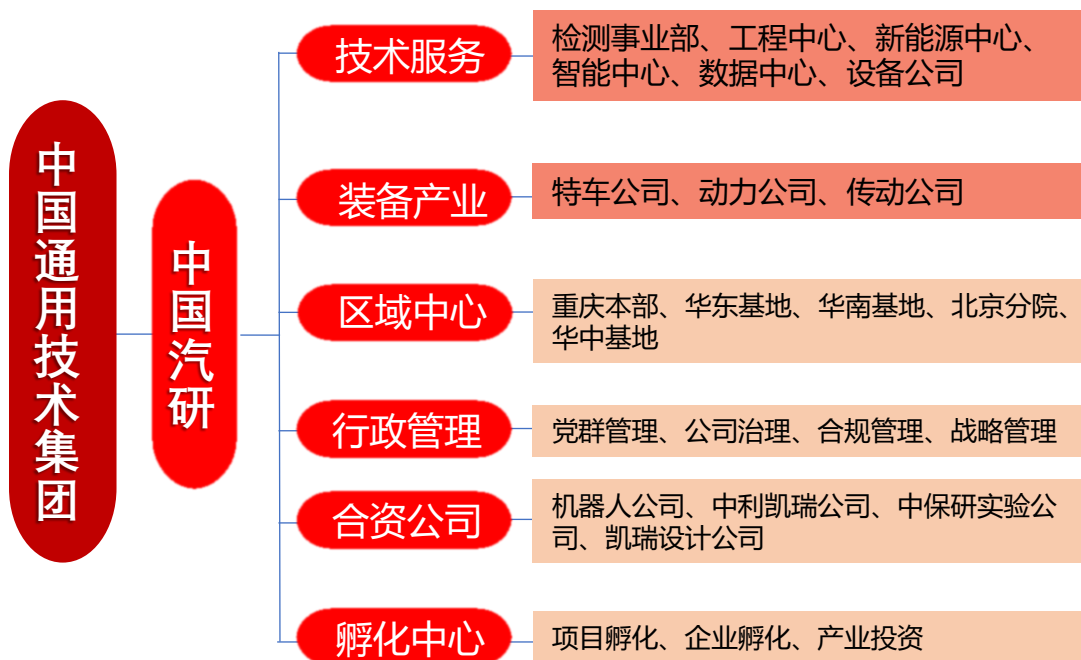 中国通用技术集团
中国汽研
技术服务
检测事业部、工程中心、新能源中心、
智能中心、数据中心、设备公司
装备产业
特车公司、动力公司、传动公司
区域中心
重庆本部、华东基地、华南基地、北京分院、
华中基地
行政管理
党群管理、公司治理、合规管理、战略管理
合资公司
机器人公司、中利凯瑞公司、中保研实验公
司、凯瑞设计公司
孵化中心
项目孵化、企业孵化、产业投资